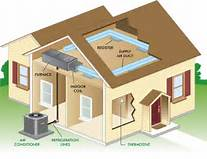 REGISTER
SUPPLY
AIR DUCT
FURNACE
INDOOR
COIL
AIR
CONDITIONER
REFRIGERATION
LINES
THERMOSTAT